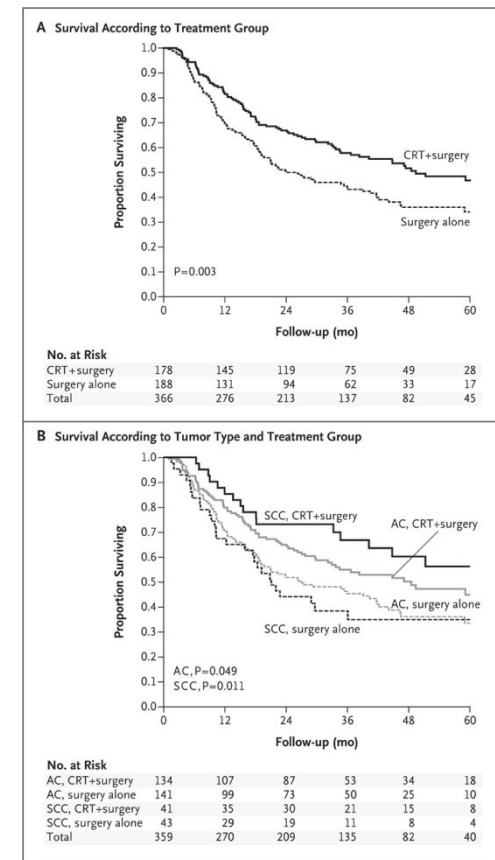 A Survival According to Treatment Group
1.0
0.9
0.8
0.7
0.6
0.5
0.4
0.3
0.2
0.1
0.0
Proportion Surviving
CRT+surgery
Surgery alone
P=0.003
0 12 24 36 48 60
Follow-up (mo)
No. at Risk
CRT+surgery 178 145 119 75 49 28
Surgery alone 188 131 94 62 33 17
Total 366 276 213 137 82 45
B Survival According to Tumor Type and Treatment Group
1.0
0.9
0.8
0.7
0.6
0.5
0.4
0.3
0.2
0.1
0.0
Proportion Surviving
SCC, CRT+surgery
AC, CRT+surgery
AC, surgery alone
SCC, surgery alone
AC, P=0.049
SCC, P=0.011
0 12 24 36 48 60
Follow-up (mo)
No. at Risk
AC, CRT+surgery 134 107 87 53 34 18
AC, surgery alone 141 99 73 50 25 10
SCC, CRT+surgery 41 35 30 21 15 8
SCC, surgery alone 43 29 19 11 8 4
Total 359 270 209 135 82 40